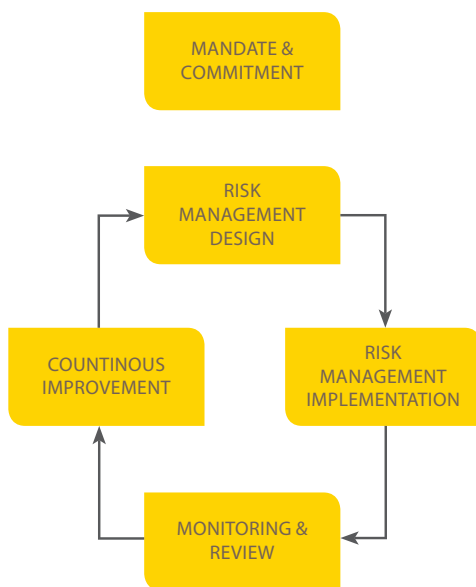 MANDATE &
COMMITMENT
RISK
MANAGEMENT
DESIGN
RISK
MANAGEMENT
IMPLEMENTATION
MONITORING &
REVIEW
COUNTINOUS
IMPROVEMENT